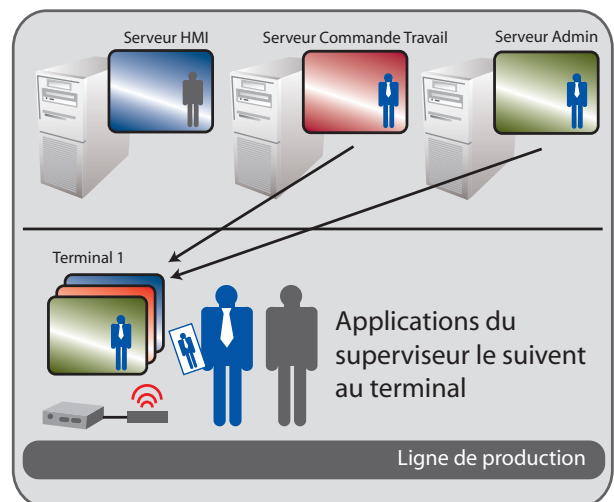 Serveur HMI
Serveur Commande Travail
Serveur Admin
Terminal 1
Applications du
superviseur le suivent
au terminal
Ligne de production